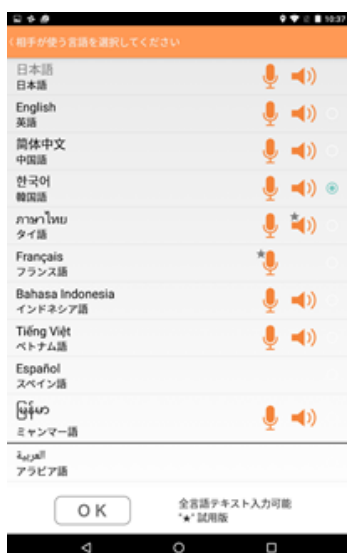 10:37
相手が使う言語を選択してください
日本語
日本語
English
英語
简体中文
中国語
한국어
韓国語
ภาษาไทย
タイ語
Français
フランス語
Bahasa Indonesia
インドネシア語
Tiếng Việt
ベトナム語
Español
スペイン語
မြန်မာ
ミャンマー語
العربية
アラビア語
OK
全言語テキスト入力可能
"★" 試用版